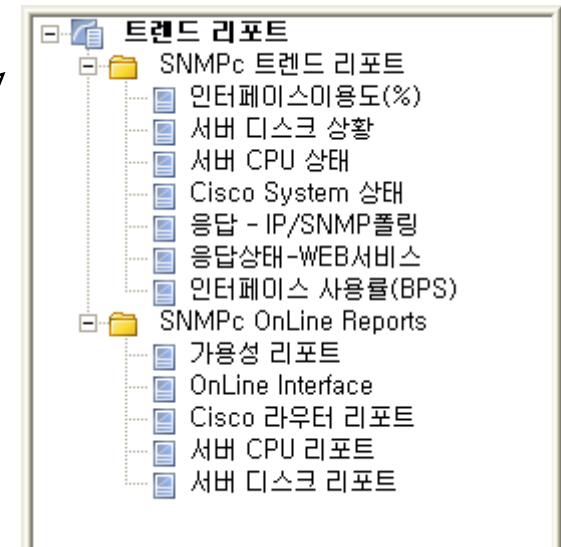 트렌드 리포트
SNMPc 트렌드 리포트
인터페이스이용도(%)
서버 디스크 상황
서버 CPU 상태
Cisco System 상태
응답 - IP/SNMP폴링
응답상태-WEB서비스
인터페이스 사용률(BPS)
SNMPc OnLine Reports
가용성 리포트
OnLine Interface
Cisco 라우터 리포트
서버 CPU 리포트
서버 디스크 리포트